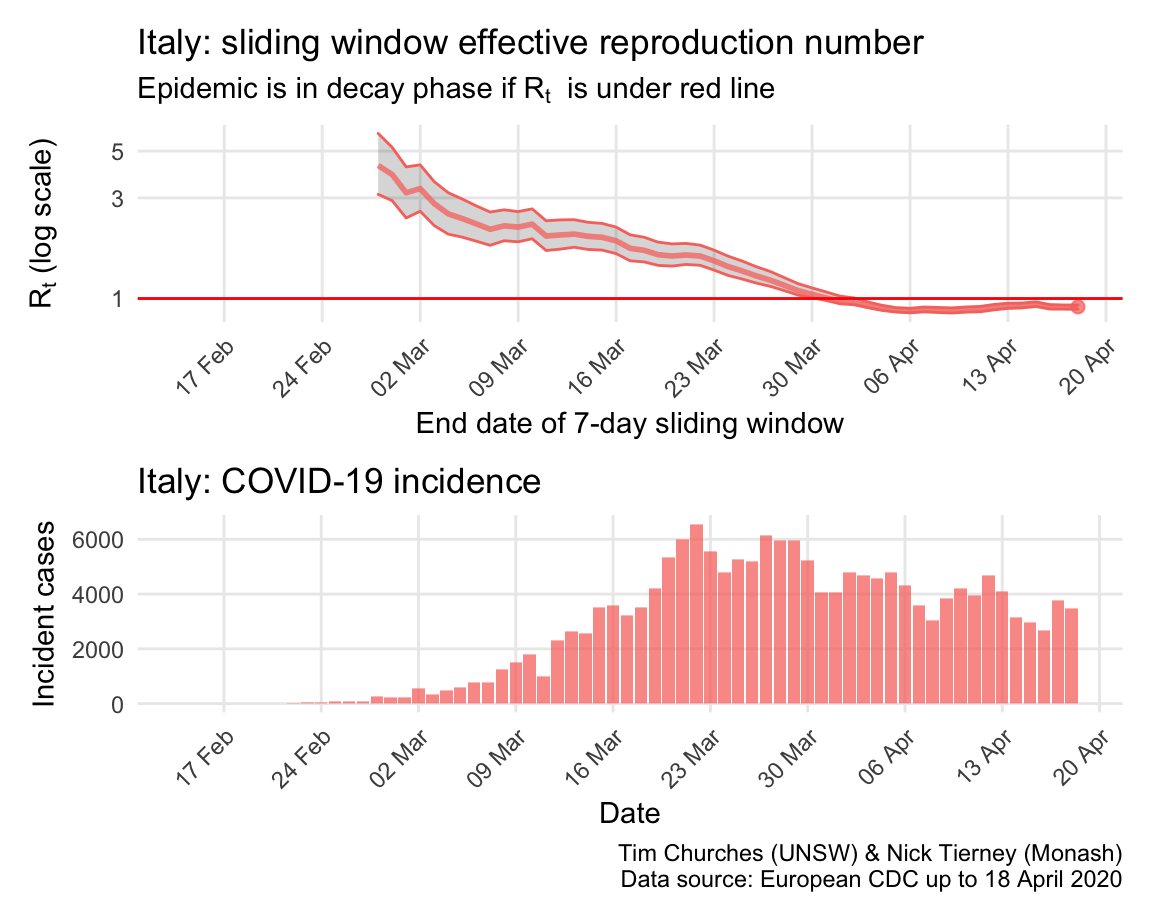 Italy: sliding window effective reproduction number
Epidemic is in decay phase if Rt is under red line
Rt (log scale)
5
3
1
17 Feb
24 Feb
02 Mar
09 Mar
16 Mar
23 Mar
30 Mar
06 Apr
13 Apr
20 Apr
End date of 7-day sliding window
Italy: COVID-19 incidence
Incident cases
6000
4000
2000
0
17 Feb
24 Feb
02 Mar
09 Mar
16 Mar
23 Mar
30 Mar
06 Apr
13 Apr
20 Apr
Date
Tim Churches (UNSW) & Nick Tierney (Monash)
Data source: European CDC up to 18 April 2020